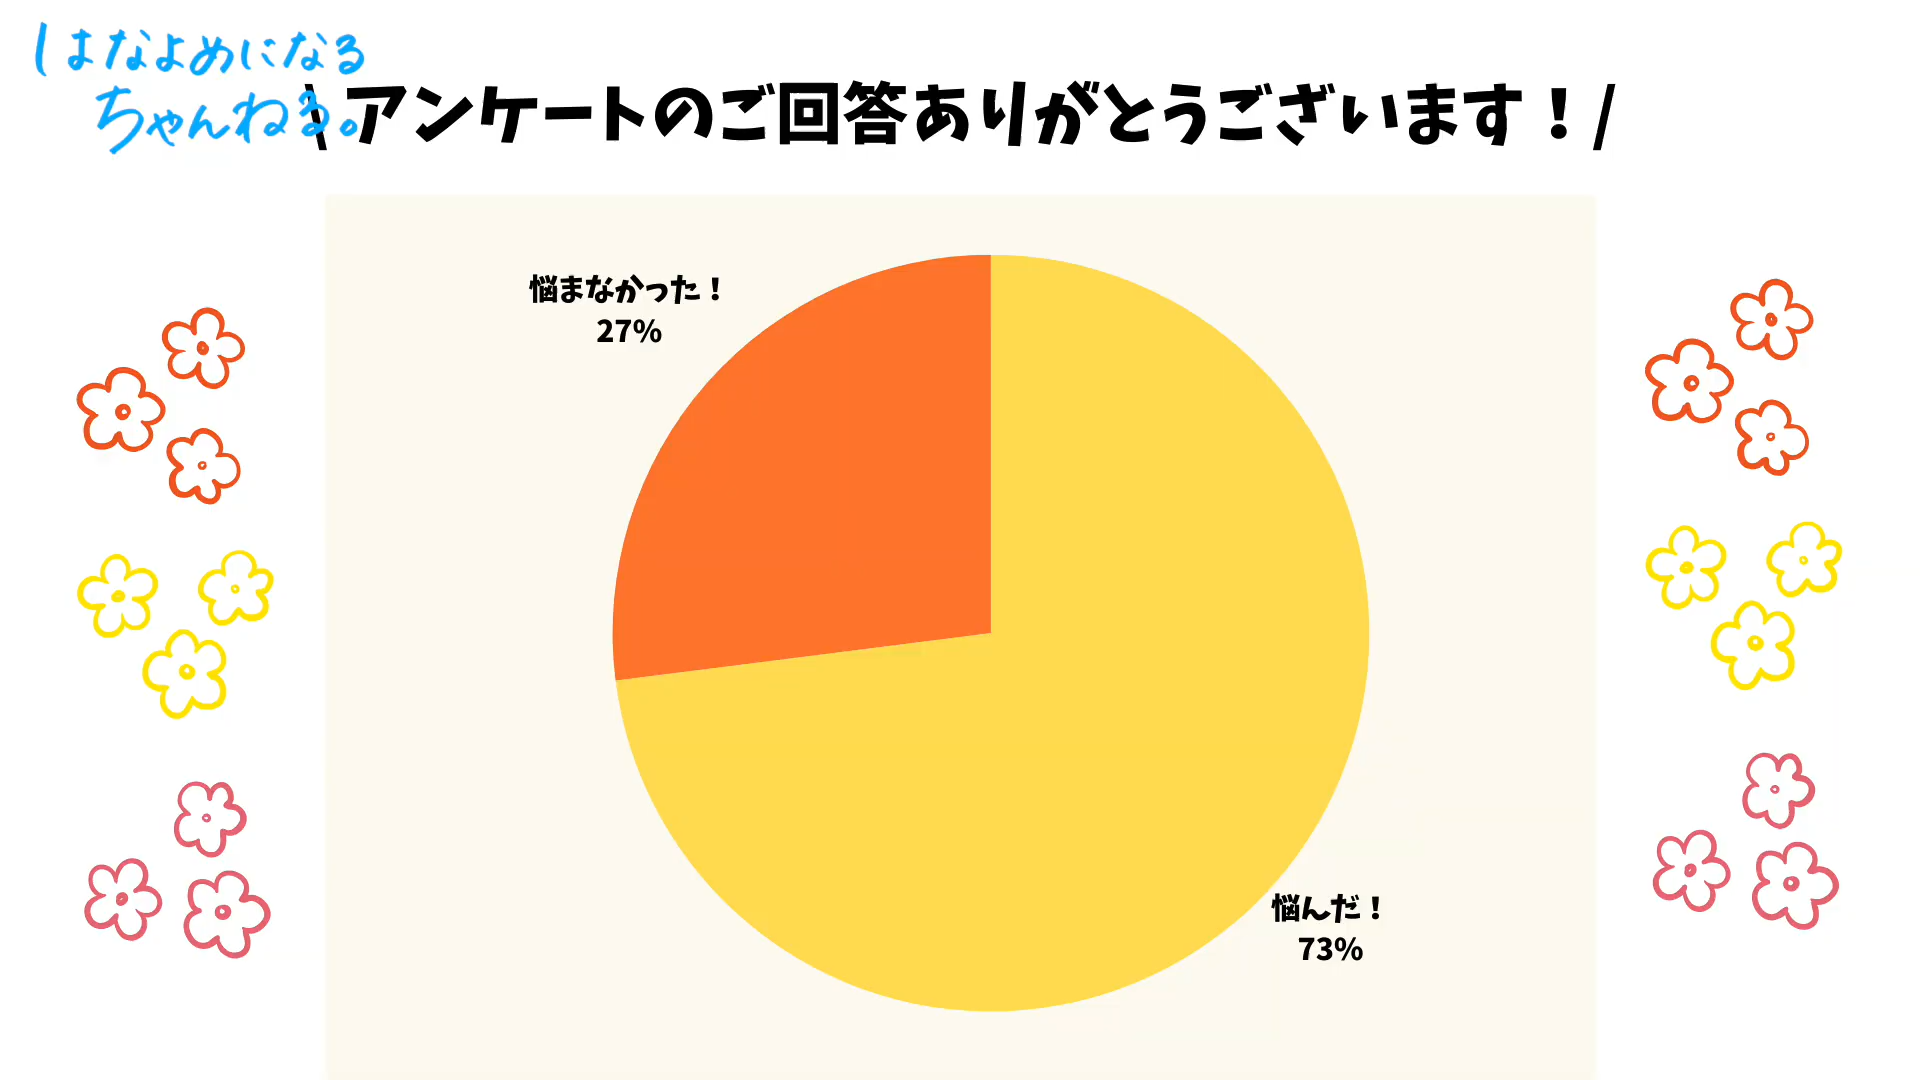 はなよめになる
ちゃんねる。
\アンケートのご回答ありがとうございます！/
悩まなかった！
27%
悩んだ！
73%